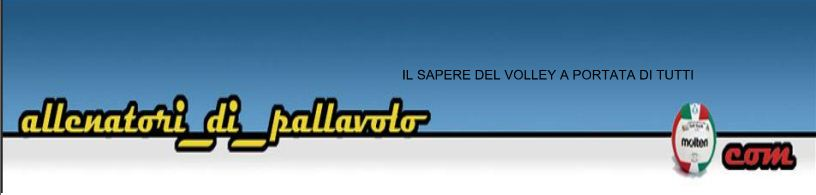 IL SAPERE DEL VOLLEY A PORTATA DI TUTTI
allenatori_di_pallavolo
molten
com